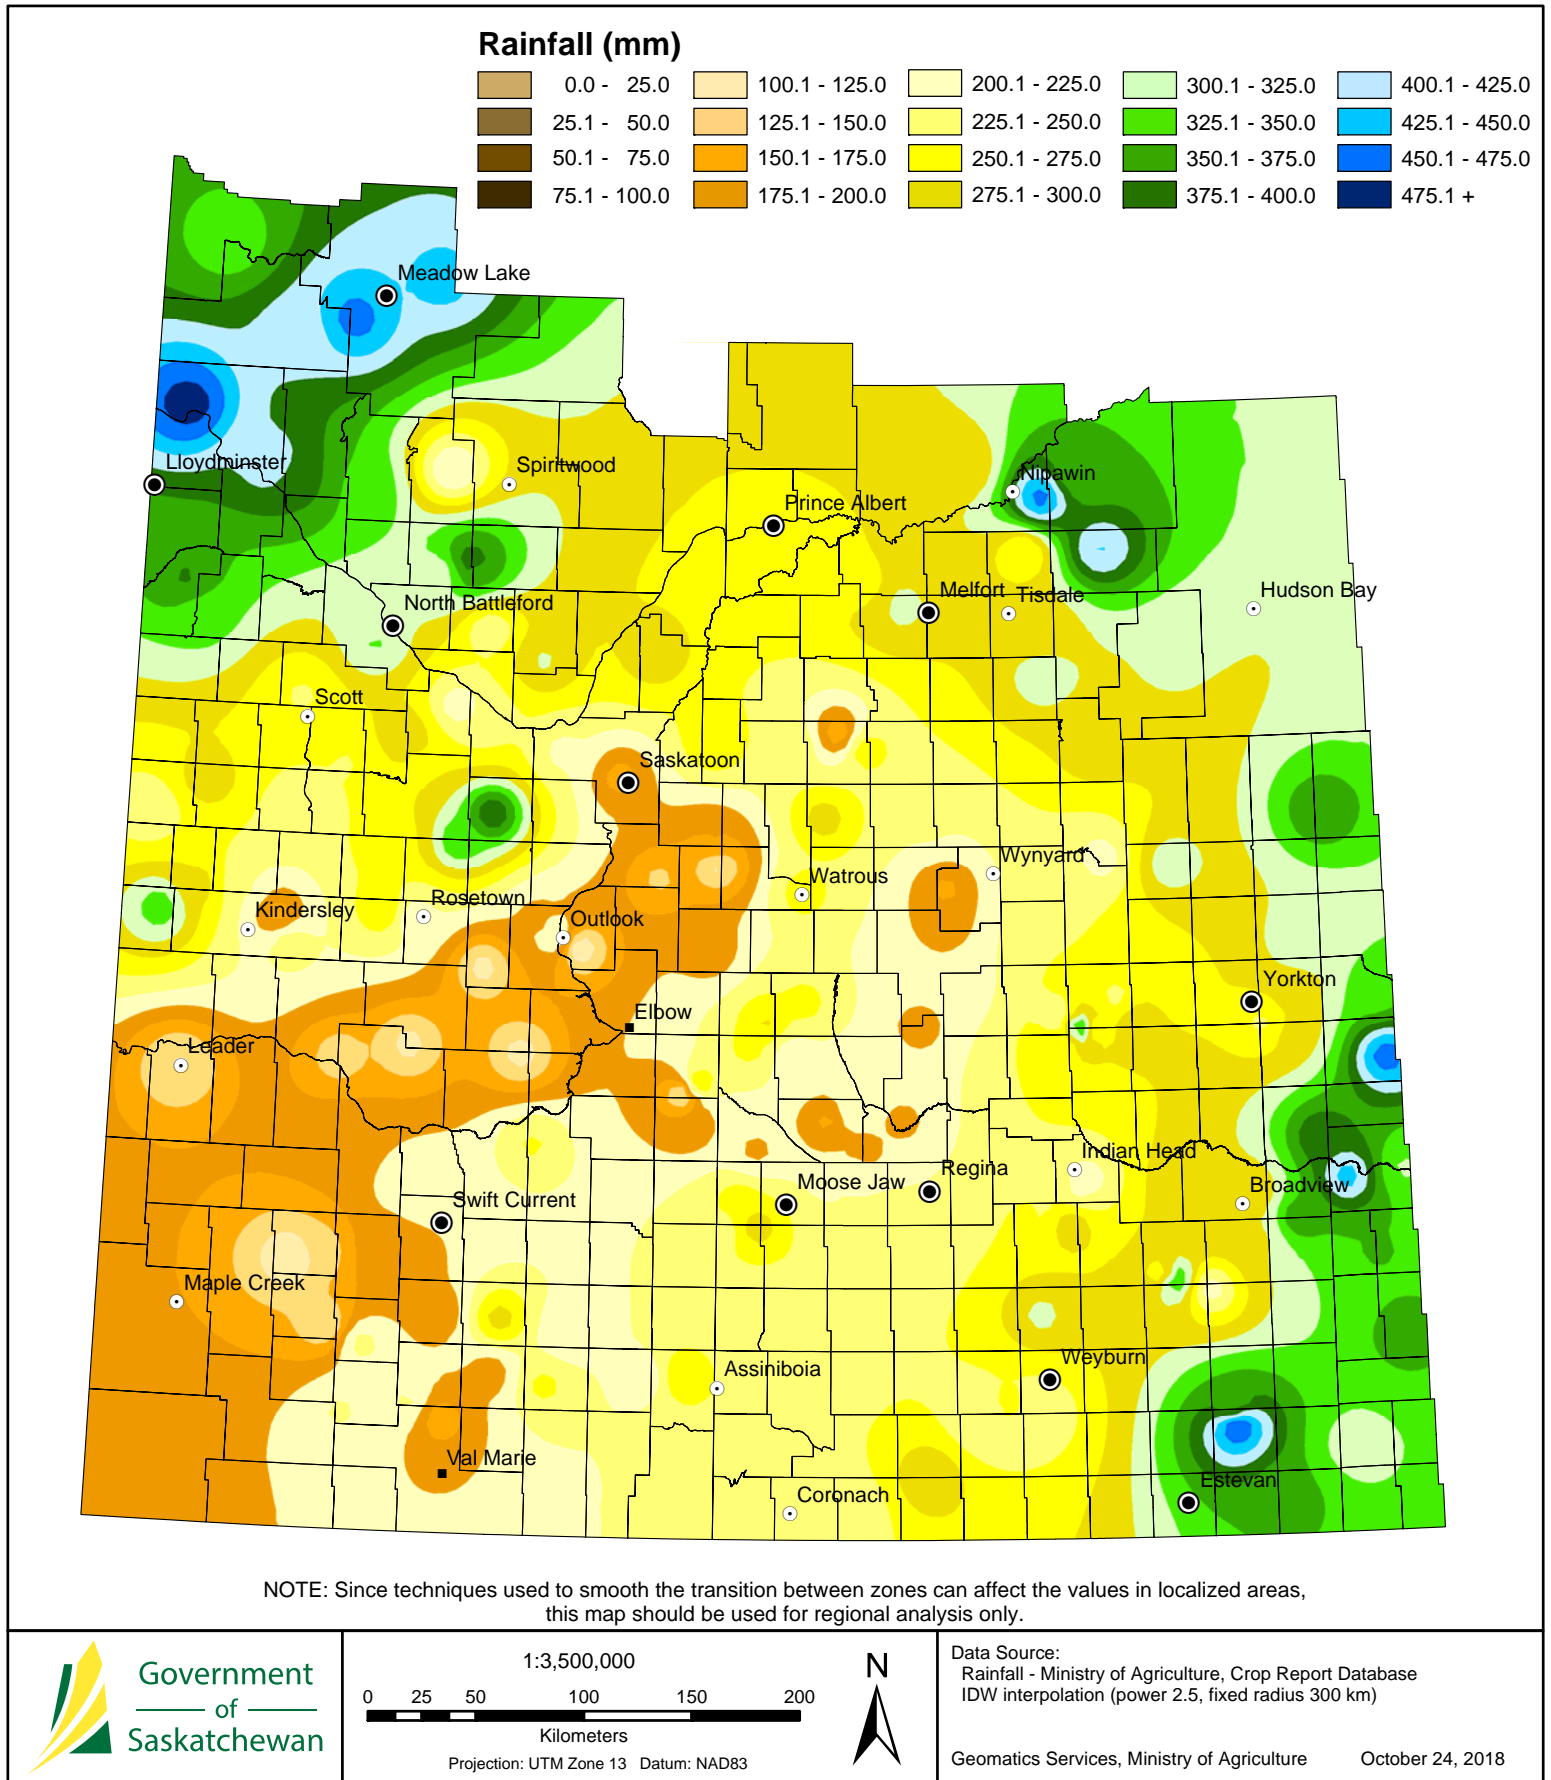 Rainfall (mm)
0.0 - 25.0
25.1 - 50.0
50.1 - 75.0
75.1 - 100.0
100.1 - 125.0
125.1 - 150.0
150.1 - 175.0
175.1 - 200.0
200.1 - 225.0
225.1 - 250.0
250.1 - 275.0
275.1 - 300.0
300.1 - 325.0
325.1 - 350.0
350.1 - 375.0
375.1 - 400.0
400.1 - 425.0
425.1 - 450.0
450.1 - 475.0
475.1 +
Meadow Lake
Lloydminster
Spiritwood
Nipawin
Prince Albert
Hudson Bay
Melfort
Tisdale
North Battleford
Scott
Saskatoon
Wynyard
Watrous
Rosetown
Kindersley
Outlook
Yorkton
Elbow
Leader
Indian Head
Regina
Moose Jaw
Broadview
Swift Current
Maple Creek
Weyburn
Assiniboia
Val Marie
Estevan
Coronach
NOTE: Since techniques used to smooth the transition between zones can affect the values in localized areas,
this map should be used for regional analysis only.
Government
of
Saskatchewan
1:3,500,000
0 25 50 100 150 200
Kilometers
Projection: UTM Zone 13 Datum: NAD83
N
Data Source:
Rainfall - Ministry of Agriculture, Crop Report Database
IDW interpolation (power 2.5, fixed radius 300 km)
Geomatics Services, Ministry of Agriculture October 24, 2018